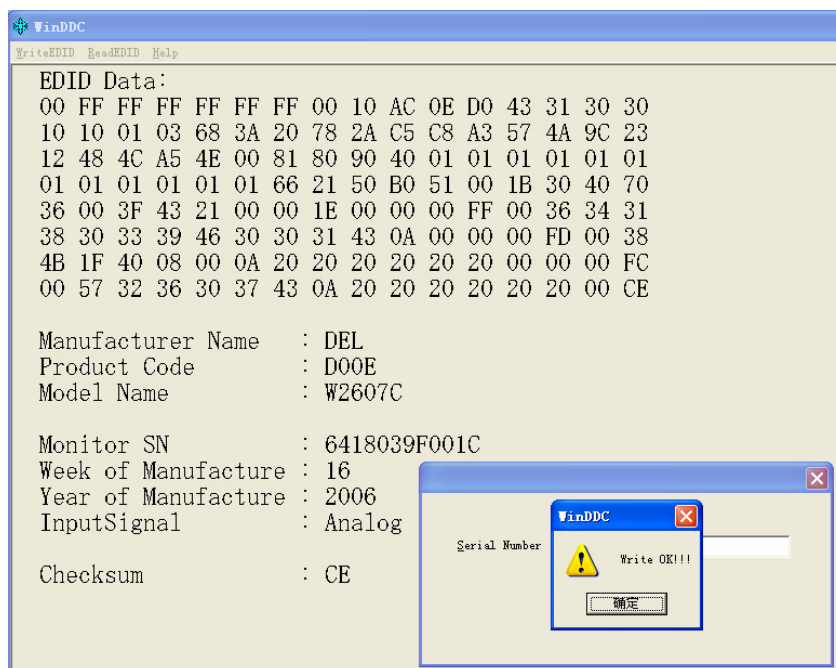 WinDDC
WriteEDID ReadEDID Help
EDID Data:
00 FF FF FF FF FF FF 00 10 AC 0E D0 43 31 30 30
10 10 01 03 68 3A 20 78 2A C5 C8 A3 57 4A 9C 23
12 48 4C A5 4E 00 81 80 90 40 01 01 01 01 01 01
01 01 01 01 01 01 66 21 50 B0 51 00 1B 30 40 70
36 00 3F 43 21 00 00 1E 00 00 00 FF 00 36 34 31
38 30 33 39 46 30 30 31 43 0A 00 00 00 FD 00 38
4B 1F 40 08 00 0A 20 20 20 20 20 20 00 00 00 FC
00 57 32 36 30 37 43 0A 20 20 20 20 20 20 00 CE
Manufacturer Name : DEL
Product Code : D00E
Model Name : W2607C
Monitor SN : 6418039F001C
Week of Manufacture : 16
Year of Manufacture : 2006
InputSignal : Analog
Checksum : CE
Serial Number
WinDDC
Write OK!!!
确定